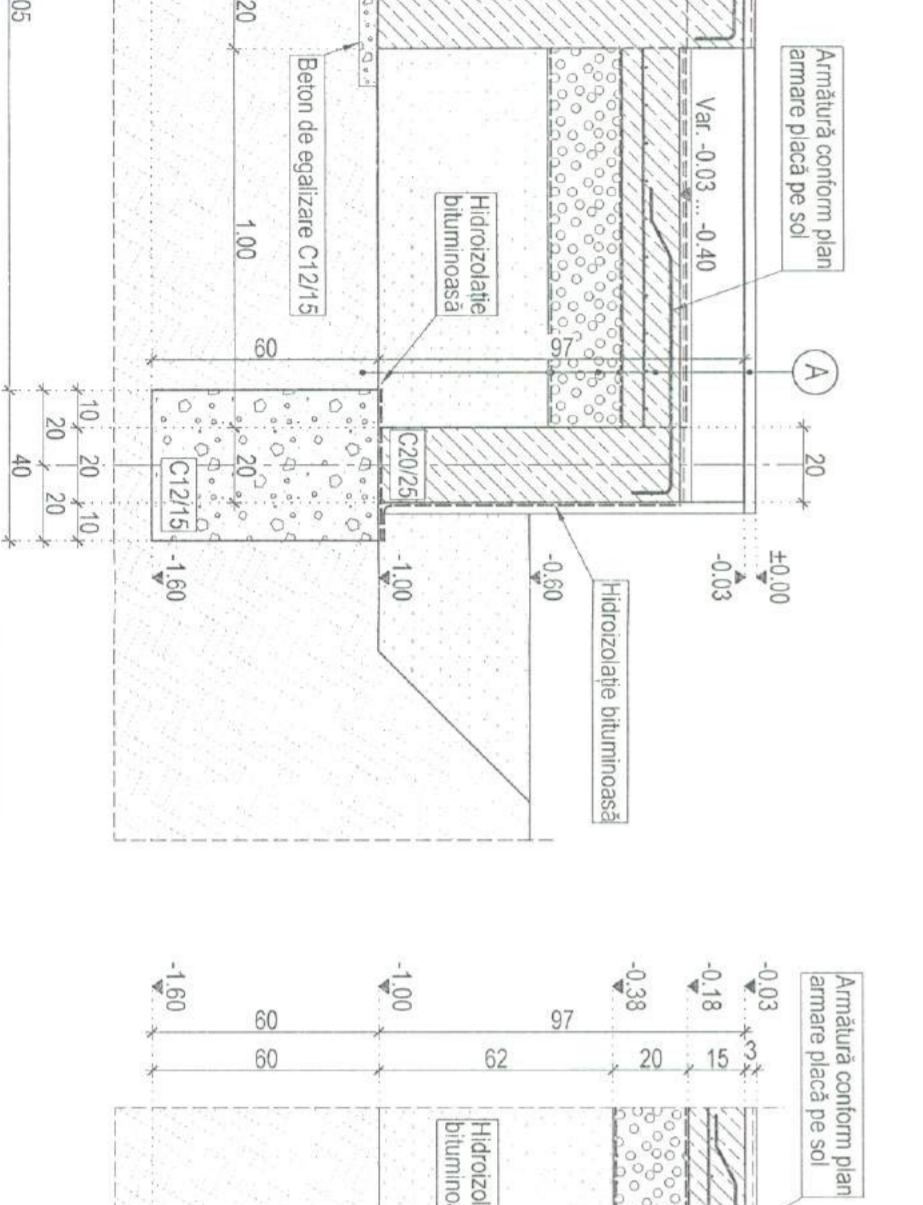 Armătură conform plan
armare placă pe sol
Var. -0.03 ... -0.40
A
20
±0.00
-0.03
Hidroizolație bituminoasă
-0.60
97
C20/25
Hidroizolație
bituminoasă
-1.00
Beton de egalizare C12/15
60
20
1.00
20
C12/15
-1.60
10
20
10
20
20
40
05
Armătură conform plan
armare placă pe sol
-0.03
-0.18
-0.38
-1.00
-1.60
60
97
60
62
20
15
3
Hidroizol
bitumino